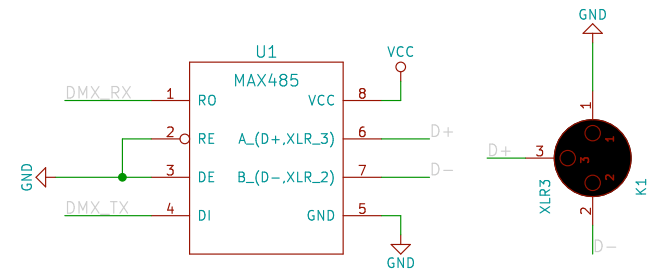 U1
MAX485
DMX_RX 1 RO
2 RE
GND 3 DE
DMX_TX 4 DI
VCC
VCC 8
A_(D+,XLR_3) 6 D+
B_(D-,XLR_2) 7 D-
GND 5
GND
GND
1
1
D+ 3 3
2
2
D-
XLR3
K1